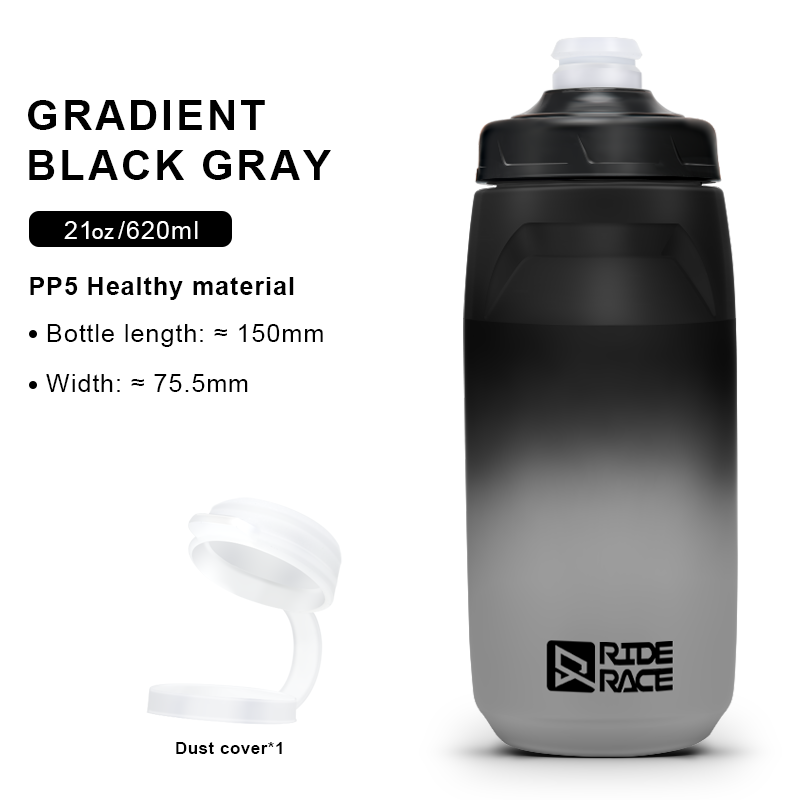 GRADIENT
BLACK GRAY
21oz/620ml
PP5 Healthy material
• Bottle length: ≈ 150mm
• Width: ≈ 75.5mm
RIDE
RACE
Dust cover*1